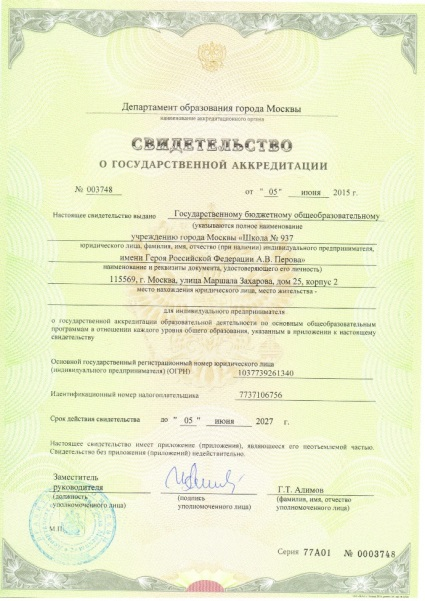 Департамент образования города Москвы
наименование аккредитационного органа
СВИДЕТЕЛЬСТВО
О ГОСУДАРСТВЕННОЙ АККРЕДИТАЦИИ
№ 003748 от "05" июня 2015 г.
Настоящее свидетельство выдано Государственному бюджетному общеобразовательному
(указываются полное наименование
учреждению города Москвы «Школа № 937
юридического лица, фамилия, имя, отчество (при наличии) индивидуального предпринимателя,
имени Героя Российской Федерации А.В. Перова»
наименование и реквизиты документа, удостоверяющего его личность)
115569, г. Москва, улица Маршала Захарова, дом 25, корпус 2
место нахождения юридического лица, место жительства -
для индивидуального предпринимателя
о государственной аккредитации образовательной деятельности по основным общеобразовательным
программам в отношении каждого уровня общего образования, указанным в приложении к настоящему
свидетельству
Основной государственный регистрационный номер юридического лица
(индивидуального предпринимателя) (ОГРН) 1037739261340
Идентификационный номер налогоплательщика 7737106756
Срок действия свидетельства до "05" июня 2027 г.
Настоящее свидетельство имеет приложение (приложения), являющееся его неотъемлемой частью.
Свидетельство без приложения (приложений) недействительно.
Заместитель
руководителя Г.Т. Алимов
(должность (подпись (фамилия, имя, отчество
уполномоченного лица) уполномоченного лица) уполномоченного лица)
М.П.
Серия 77А01 № 0003748